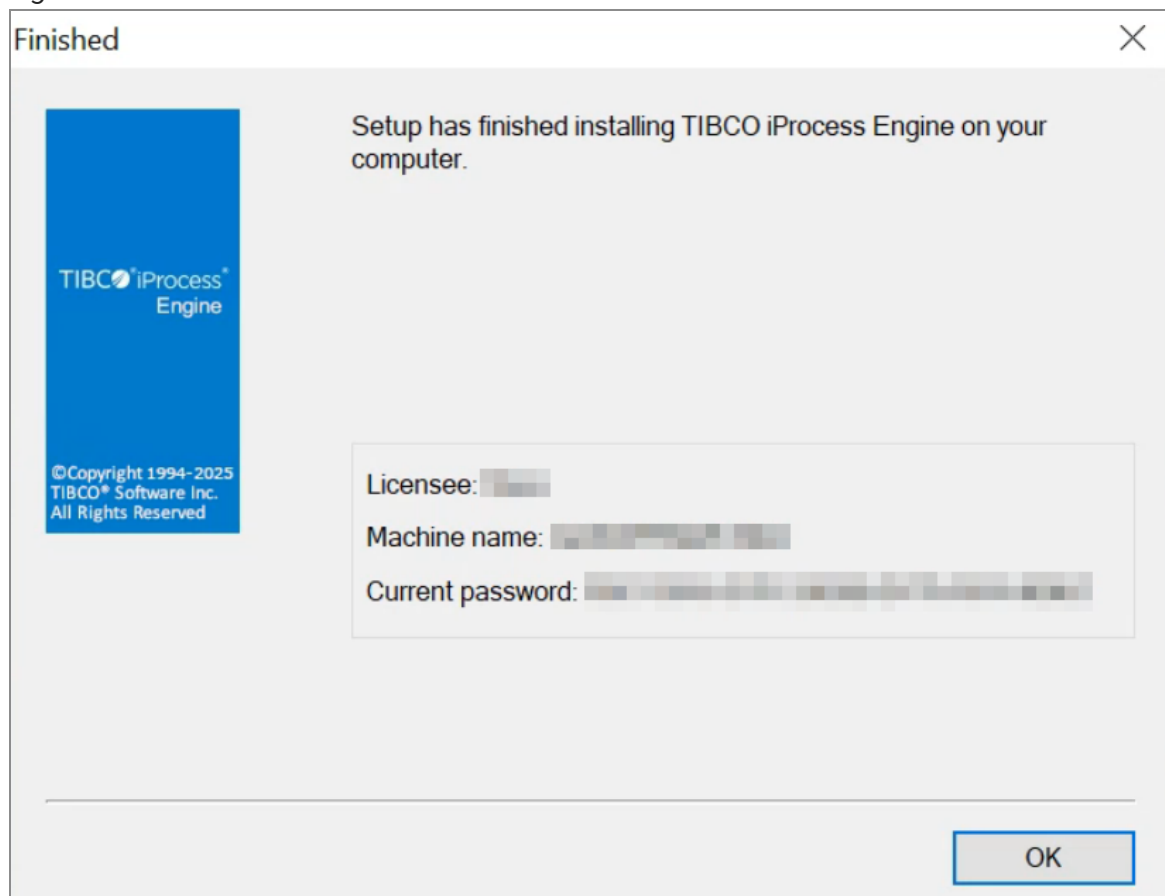 Finished
Setup has finished installing TIBCO iProcess Engine on your
computer.
TIBCO® iProcess®
Engine
©Copyright 1994-2025
TIBCO® Software Inc.
All Rights Reserved
Licensee:
Machine name:
Current password:
OK